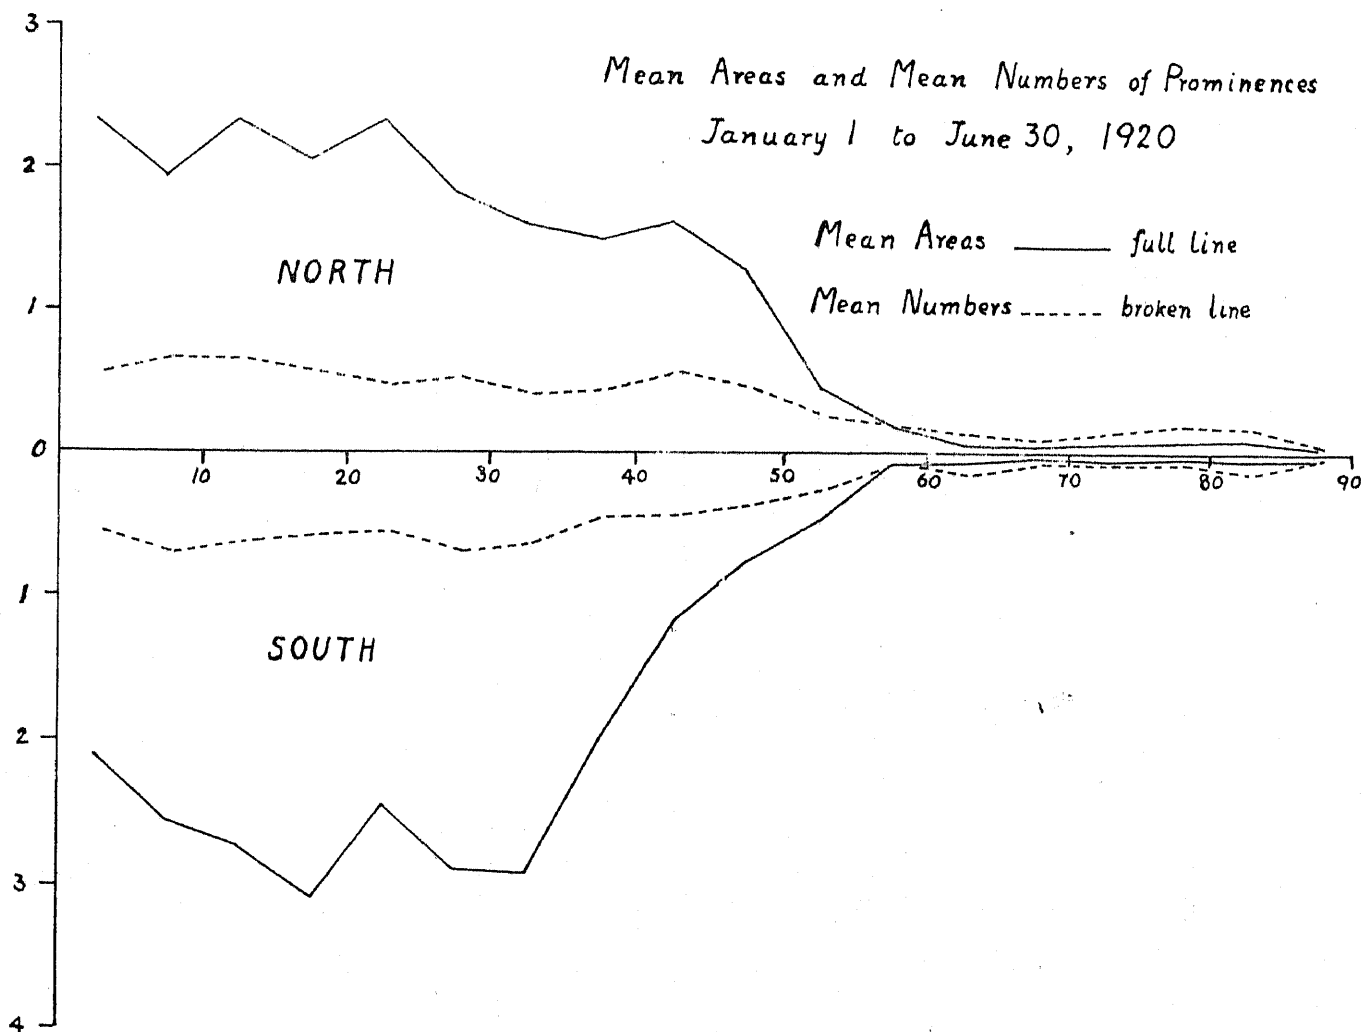 3
Mean Areas and Mean Numbers of Prominences
January 1 to June 30, 1920
2
Mean Areas full line
NORTH
1
Mean Numbers broken line
0
10 20 30 40 50 60 70 80 90
1
SOUTH
2
3
4